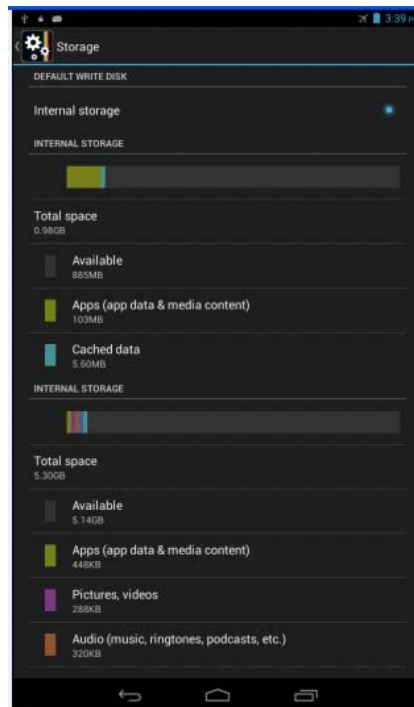 3:39
Storage
DEFAULT WRITE DISK
Internal storage
INTERNAL STORAGE
Total space
0.98GB
Available
885MB
Apps (app data & media content)
103MB
Cached data
5.60MB
INTERNAL STORAGE
Total space
5.30GB
Available
5.14GB
Apps (app data & media content)
448KB
Pictures, videos
288KB
Audio (music, ringtones, podcasts, etc.)
320KB